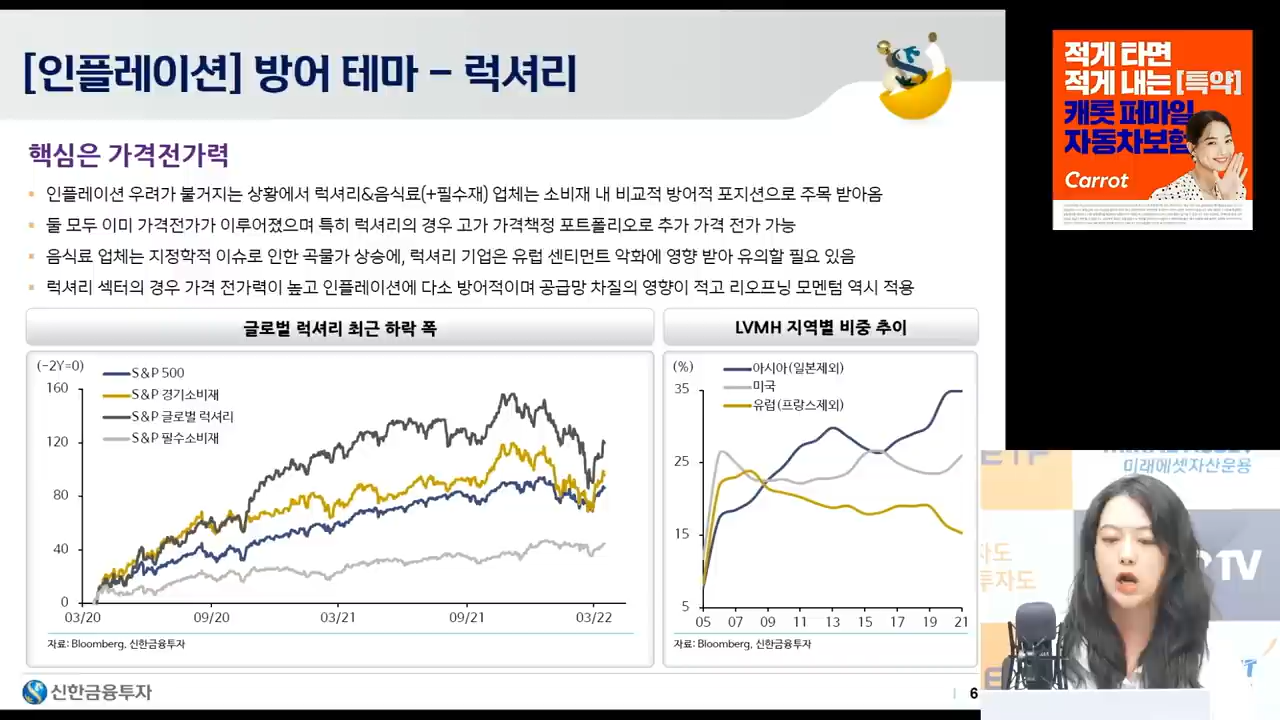 [인플레이션] 방어 테마 – 럭셔리
핵심은 가격전가력
▪ 인플레이션 우려가 불거지는 상황에서 럭셔리&음식료(+필수재) 업체는 소비재 내 비교적 방어적 포지션으로 주목 받아옴
▪ 둘 모두 이미 가격전가가 이루어졌으며 특히 럭셔리의 경우 고가 가격책정 포트폴리오로 추가 가격 전가 가능
▪ 음식료 업체는 지정학적 이슈로 인한 곡물가 상승에, 럭셔리 기업은 유럽 센티먼트 악화에 영향 받아 유의할 필요 있음
▪ 럭셔리 섹터의 경우 가격 전가력이 높고 인플레이션에 다소 방어적이며 공급망 차질의 영향이 적고 리오프닝 모멘텀 역시 적용
글로벌 럭셔리 최근 하락 폭
(-2Y=0)
S&P 500
S&P 경기소비재
S&P 글로벌 럭셔리
S&P 필수소비재
160
120
80
40
0
03/20 09/20 03/21 09/21 03/22
자료: Bloomberg, 신한금융투자
LVMH 지역별 비중 추이
(%)
아시아(일본제외)
미국
유럽(프랑스제외)
35
25
15
5
05 07 09 11 13 15 17 19 21
자료: Bloomberg, 신한금융투자
신한금융투자
6
적게 타면
적게 내는 [특약]
캐롯 퍼마일
자동차보험
Carrot
ETF
미래에셋자산운용
자도
투자도
TV